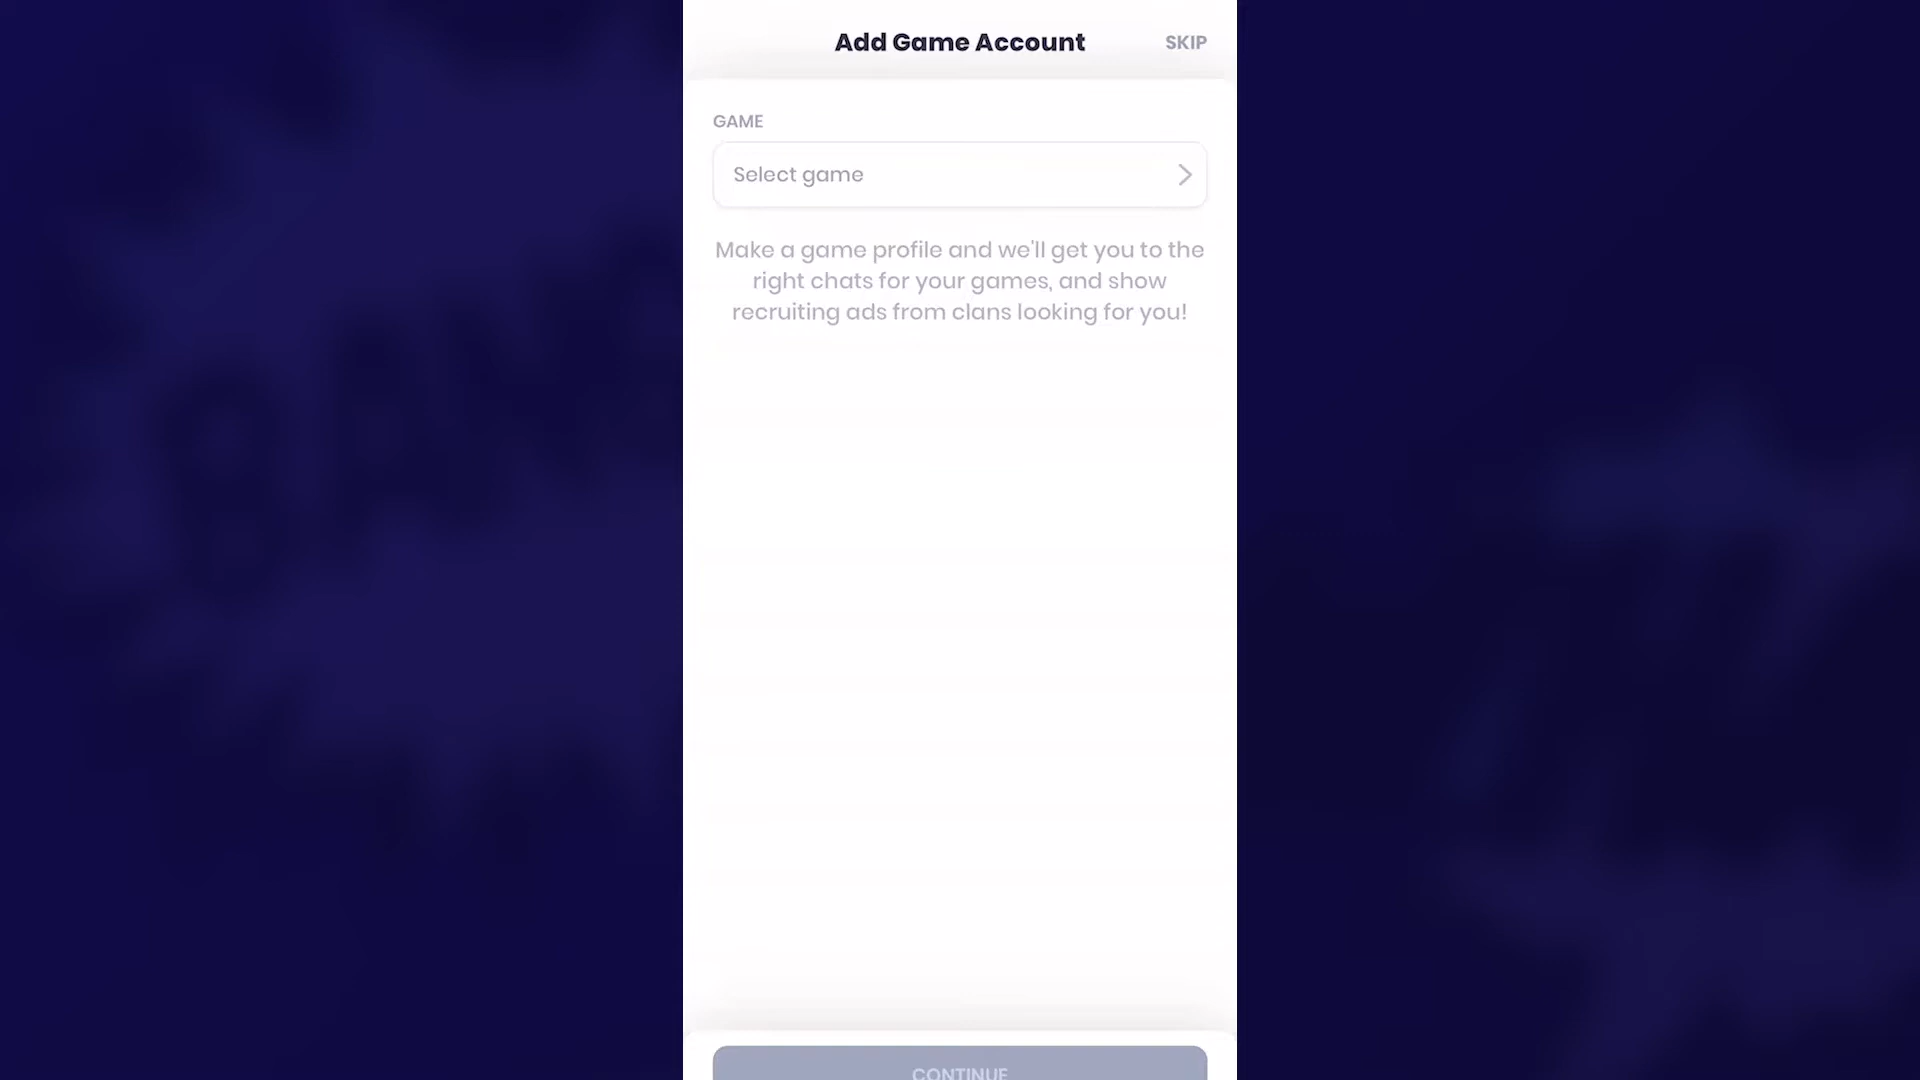 Add Game Account
SKIP
GAME
Select game
Make a game profile and we'll get you to the
right chats for your games, and show
recruiting ads from clans looking for you!
CONTINUE